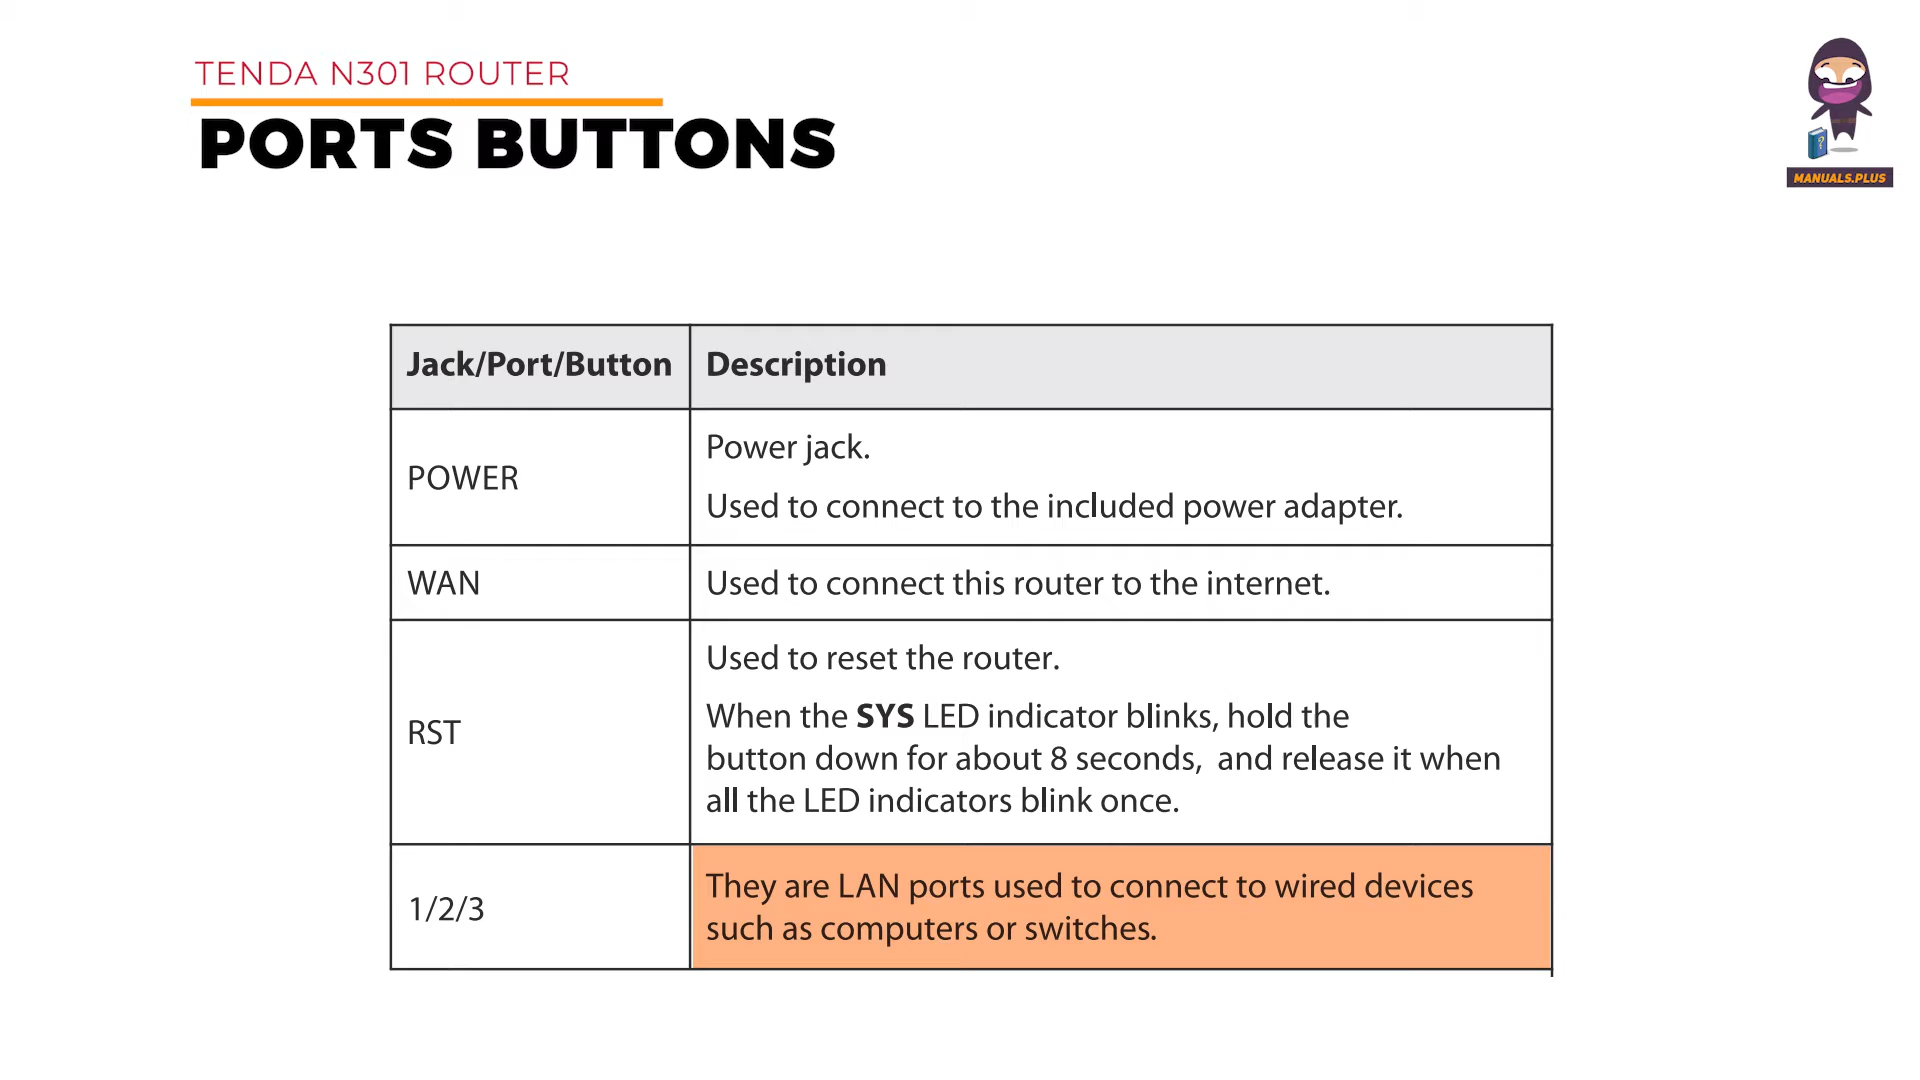 TENDA N301 ROUTER
PORTS BUTTONS
MANUALS.PLUS
Jack/Port/Button Description
POWER
Power jack.
Used to connect to the included power adapter.
WAN Used to connect this router to the internet.
RST
Used to reset the router.
When the SYS LED indicator blinks, hold the
button down for about 8 seconds,  and release it when
all the LED indicators blink once.
1/2/3
They are LAN ports used to connect to wired devices
such as computers or switches.